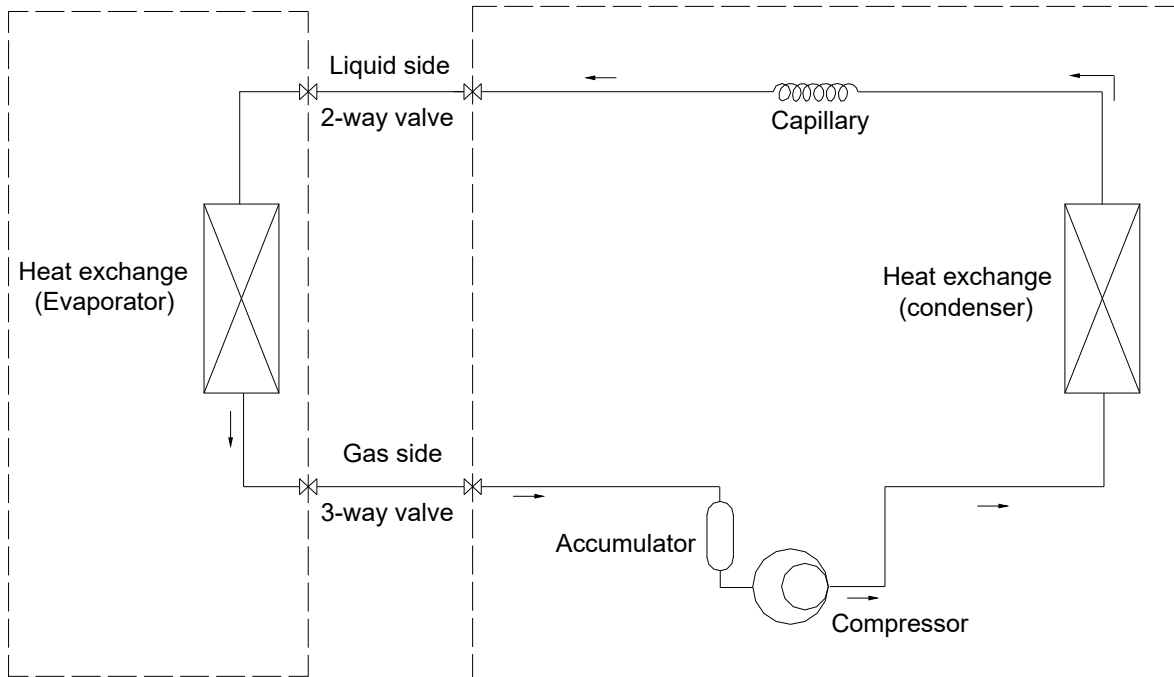 Liquid side
2-way valve
Capillary
Heat exchange
(Evaporator)
Heat exchange
(condenser)
Gas side
3-way valve
Accumulator
Compressor